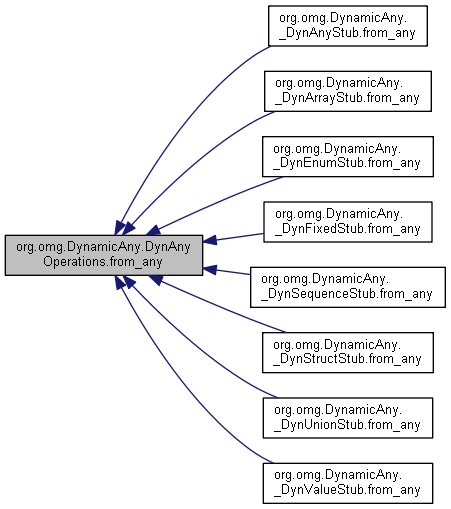 org.omg.DynamicAny.
_DynAnyStub.from_any
org.omg.DynamicAny.
_DynArrayStub.from_any
org.omg.DynamicAny.
_DynEnumStub.from_any
org.omg.DynamicAny.
_DynFixedStub.from_any
org.omg.DynamicAny.DynAny
Operations.from_any
org.omg.DynamicAny.
_DynSequenceStub.from_any
org.omg.DynamicAny.
_DynStructStub.from_any
org.omg.DynamicAny.
_DynUnionStub.from_any
org.omg.DynamicAny.
_DynValueStub.from_any